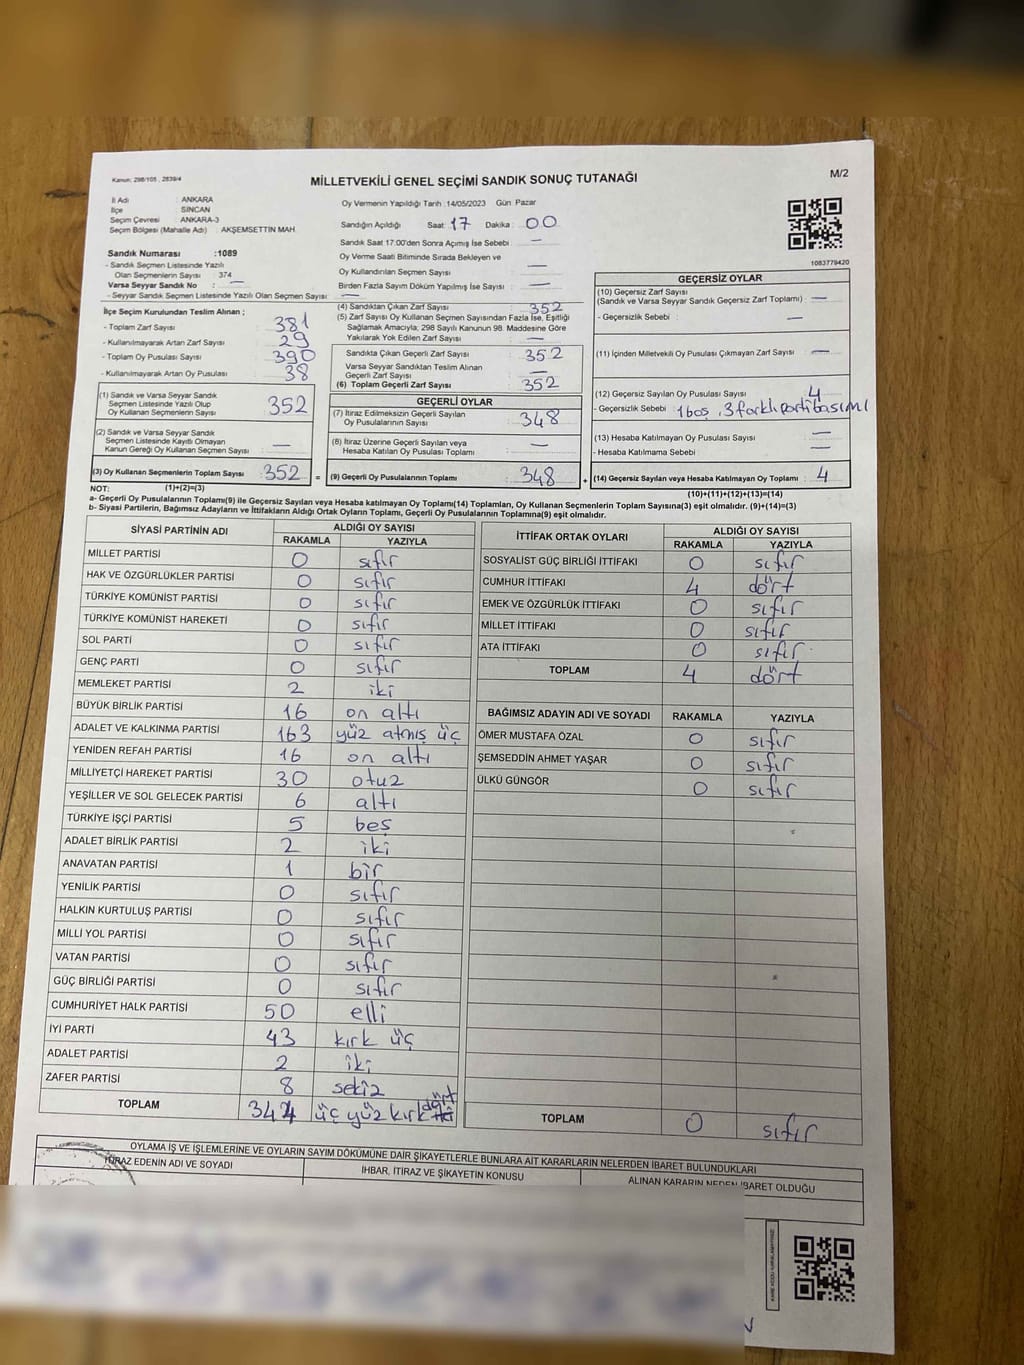 Kanun: 298/105 , 2839/4
MİLLETVEKİLİ GENEL SEÇİMİ SANDIK SONUÇ TUTANAĞI
M/2
İl Adı : ANKARA
İlçe : SİNCAN
Seçim Çevresi : ANKARA-3
Seçim Bölgesi (Mahalle Adı) : AKŞEMSETTİN MAH.
Sandık Numarası :1089
- Sandık Seçmen Listesinde Yazılı
Olan Seçmenlerin Sayısı 374
Varsa Seyyar Sandık No : —
- Seyyar Sandık Seçmen Listesinde Yazılı Olan Seçmen Sayısı : —
İlçe Seçim Kurulundan Teslim Alınan ;
- Toplam Zarf Sayısı 381
- Kullanılmayarak Artan Zarf Sayısı 29
- Toplam Oy Pusulası Sayısı 390
- Kullanılmayarak Artan Oy Pusulası 38
(1) Sandık ve Varsa Seyyar Sandık
Seçmen Listesinde Yazılı Olup
Oy Kullanan Seçmenlerin Sayısı 352
(2) Sandık ve Varsa Seyyar Sandık
Seçmen Listesinde Kayıtlı Olmayan
Kanun Gereği Oy Kullanan Seçmen Sayısı : —
(3) Oy Kullanan Seçmenlerin Toplam Sayısı 352 =
(1)+(2)=(3)
Oy Vermenin Yapıldığı Tarih :14/05/2023 Gün: Pazar
Sandığın Açıldığı Saat: 17 Dakika : 00
Sandık Saat 17:00'den Sonra Açımış İse Sebebi —
Oy Verme Saati Bitiminde Sırada Bekleyen ve
Oy Kullandırılan Seçmen Sayısı —
Birden Fazla Sayım Döküm Yapılmış İse Sayısı : —
(4) Sandıktan Çıkan Zarf Sayısı 352
(5) Zarf Sayısı Oy Kullanan Seçmen Sayısından Fazla İse, Eşitliği
Sağlamak Amacıyla; 298 Sayılı Kanunun 98. Maddesine Göre
Yakılarak Yok Edilen Zarf Sayısı : —
Sandıkta Çıkan Geçerli Zarf Sayısı 352
Varsa Seyyar Sandıktan Teslim Alınan
Geçerli Zarf Sayısı —
(6) Toplam Geçerli Zarf Sayısı 352
GEÇERLİ OYLAR
(7) İtiraz Edilmeksizin Geçerli Sayılan
Oy Pusulalarının Sayısı : 348
(8) İtiraz Üzerine Geçerli Sayılan veya
Hesaba Katılan Oy Pusulası Toplamı —
(9) Geçerli Oy Pusulalarının Toplamı 348 +
1083779420
GEÇERSİZ OYLAR
(10) Geçersiz Zarf Sayısı
(Sandık ve Varsa Seyyar Sandık Geçersiz Zarf Toplamı) : —
- Geçersizlik Sebebi : —
(11) İçinden Milletvekili Oy Pusulası Çıkmayan Zarf Sayısı : —
(12) Geçersiz Sayılan Oy Pusulası Sayısı : 4
- Geçersizlik Sebebi : 1 boş , 3 farklı parti basımı
(13) Hesaba Katılmayan Oy Pusulası Sayısı : —
- Hesaba Katılmama Sebebi : —
(14) Geçersiz Sayılan veya Hesaba Katılmayan Oy Toplamı : 4
(10)+(11)+(12)+(13)=(14)
NOT:
a- Geçerli Oy Pusulalarının Toplamı(9) ile Geçersiz Sayılan veya Hesaba katılmayan Oy Toplamı(14) Toplamları, Oy Kullanan Seçmenlerin Toplam Sayısına(3) eşit olmalıdır. (9)+(14)=(3)
b- Siyasi Partilerin, Bağımsız Adayların ve İttifakların Aldığı Ortak Oyların Toplamı, Geçerli Oy Pusulalarının Toplamına(9) eşit olmalıdır.
SİYASİ PARTİNİN ADI ALDIĞI OY SAYISI
RAKAMLA YAZIYLA
MİLLET PARTİSİ 0 sıfır
HAK VE ÖZGÜRLÜKLER PARTİSİ 0 sıfır
TÜRKİYE KOMÜNİST PARTİSİ 0 sıfır
TÜRKİYE KOMÜNİST HAREKETİ 0 sıfır
SOL PARTİ 0 sıfır
GENÇ PARTİ 0 sıfır
MEMLEKET PARTİSİ 2 iki
BÜYÜK BİRLİK PARTİSİ 16 on altı
ADALET VE KALKINMA PARTİSİ 163 yüz atmış üç
YENİDEN REFAH PARTİSİ 16 on altı
MİLLİYETÇİ HAREKET PARTİSİ 30 otuz
YEŞİLLER VE SOL GELECEK PARTİSİ 6 altı
TÜRKİYE İŞÇİ PARTİSİ 5 beş
ADALET BİRLİK PARTİSİ 2 iki
ANAVATAN PARTİSİ 1 bir
YENİLİK PARTİSİ 0 sıfır
HALKIN KURTULUŞ PARTİSİ 0 sıfır
MİLLİ YOL PARTİSİ 0 sıfır
VATAN PARTİSİ 0 sıfır
GÜÇ BİRLİĞİ PARTİSİ 0 sıfır
CUMHURİYET HALK PARTİSİ 50 elli
İYİ PARTİ 43 kırk üç
ADALET PARTİSİ 2 iki
ZAFER PARTİSİ 8 sekiz
TOPLAM 344 üç yüz kırk dört
İTTİFAK ORTAK OYLARI ALDIĞI OY SAYISI
RAKAMLA YAZIYLA
SOSYALİST GÜÇ BİRLİĞİ İTTİFAKI 0 sıfır
CUMHUR İTTİFAKI 4 dört
EMEK VE ÖZGÜRLÜK İTTİFAKI 0 sıfır
MİLLET İTTİFAKI 0 sıfır
ATA İTTİFAKI 0 sıfır
TOPLAM 4 dört
BAĞIMSIZ ADAYIN ADI VE SOYADI RAKAMLA YAZIYLA
ÖMER MUSTAFA ÖZAL 0 sıfır
ŞEMSEDDİN AHMET YAŞAR 0 sıfır
ÜLKÜ GÜNGÖR 0 sıfır
TOPLAM 0 sıfır
OYLAMA İŞ VE İŞLEMLERİNE VE OYLARIN SAYIM DÖKÜMÜNE DAİR ŞİKAYETLERLE BUNLARA AİT KARARLARIN NELERDEN İBARET BULUNDUKLARI
İTİRAZ EDENİN ADI VE SOYADI İHBAR, İTİRAZ VE ŞİKAYETİN KONUSU ALINAN KARARIN NEDEN İBARET OLDUĞU